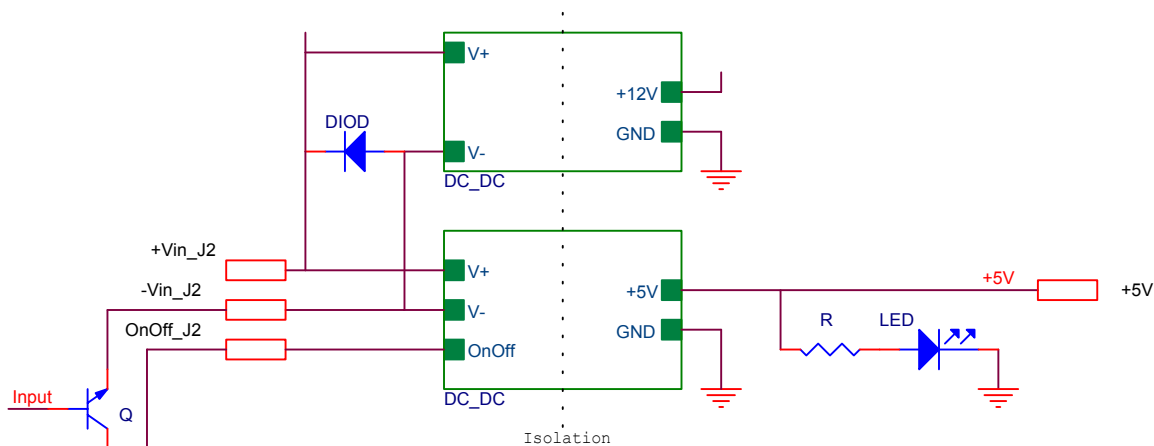 V+
+12V
DIOD
GND
V-
DC_DC
+Vin_J2
V+
-Vin_J2
+5V
+5V
+5V
V-
OnOff_J2
GND
R
LED
OnOff
Input
Q
DC_DC
Isolation